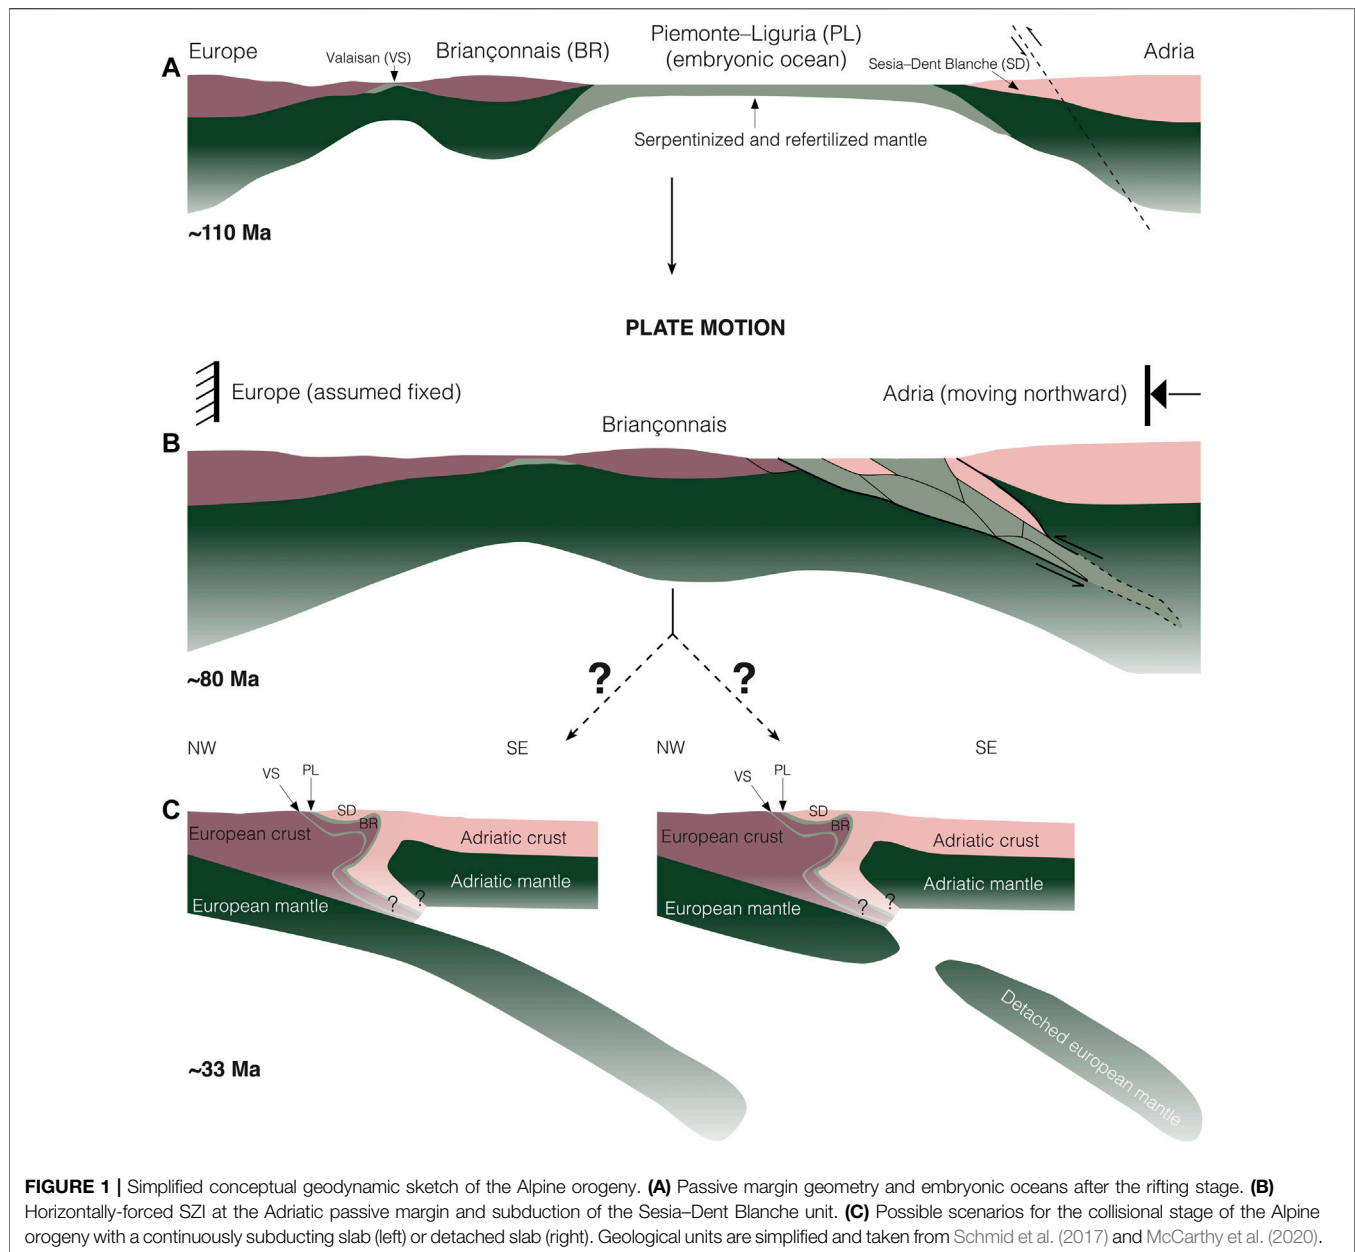 Europe
Valaisan (VS)
Briançonnais (BR)
Piemonte–Liguria (PL)
(embryonic ocean)
Sesia–Dent Blanche (SD)
Adria
A
Serpentinized and refertilized mantle
~110 Ma
PLATE MOTION
Europe (assumed fixed)
Adria (moving northward)
Briançonnais
B
~80 Ma
?
?
NW
SE
NW
SE
VS
PL
VS
PL
C
SD
BR
European crust
Adriatic crust
Adriatic mantle
European mantle
?
?
SD
BR
European crust
Adriatic crust
Adriatic mantle
European mantle
?
?
Detached european mantle
~33 Ma
FIGURE 1 | Simplified conceptual geodynamic sketch of the Alpine orogeny. (A) Passive margin geometry and embryonic oceans after the rifting stage. (B)
Horizontally-forced SZI at the Adriatic passive margin and subduction of the Sesia–Dent Blanche unit. (C) Possible scenarios for the collisional stage of the Alpine
orogeny with a continuously subducting slab (left) or detached slab (right). Geological units are simplified and taken from Schmid et al. (2017) and McCarthy et al. (2020).